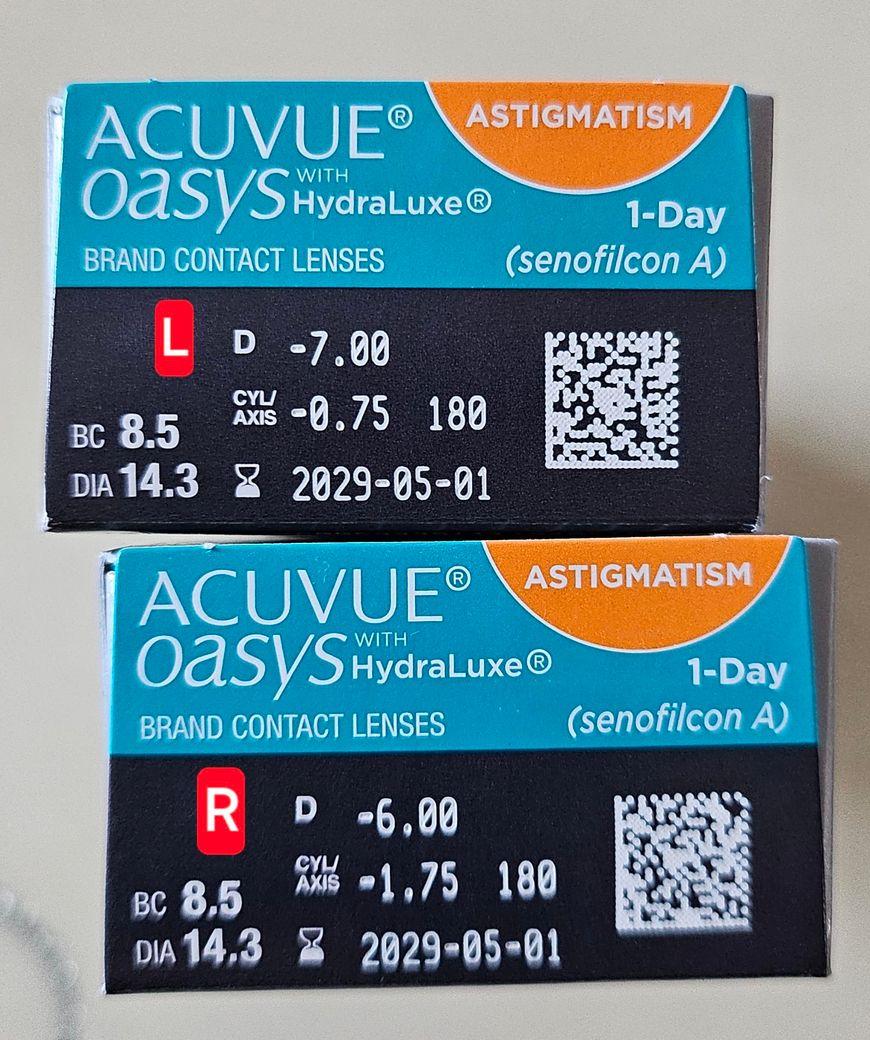 ACUVUE® ASTIGMATISM
oasys WITH HydraLuxe®
1-Day
BRAND CONTACT LENSES (senofilcon A)
L D -7.00
CYL/AXIS -0.75 180
BC 8.5
DIA 14.3 2029-05-01
ACUVUE® ASTIGMATISM
oasys WITH HydraLuxe®
1-Day
BRAND CONTACT LENSES (senofilcon A)
R D -6.00
CYL/AXIS -1.75 180
BC 8.5
DIA 14.3 2029-05-01